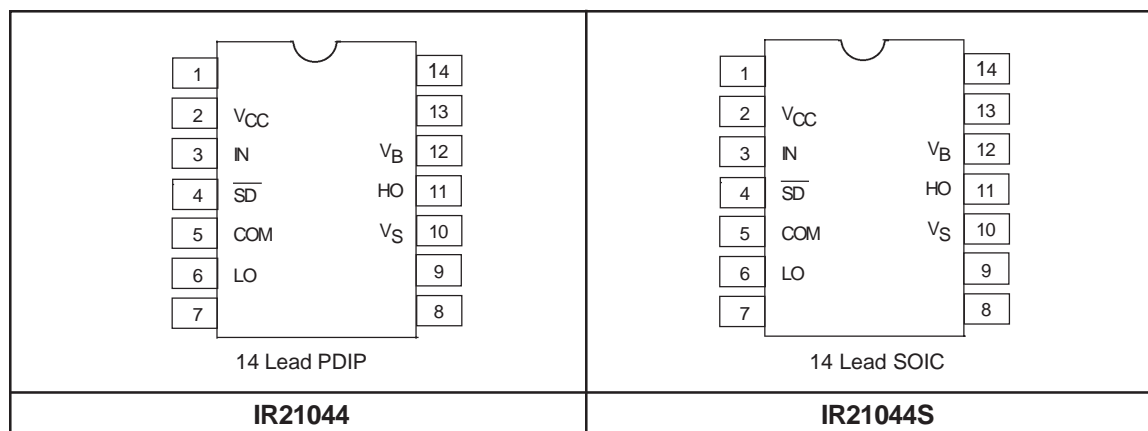 1 14
2 VCC 13
3 IN VB 12
4 SD HO 11
5 COM VS 10
6 LO 9
7 8
14 Lead PDIP
IR21044
1 14
2 VCC 13
3 IN VB 12
4 SD HO 11
5 COM VS 10
6 LO 9
7 8
14 Lead SOIC
IR21044S